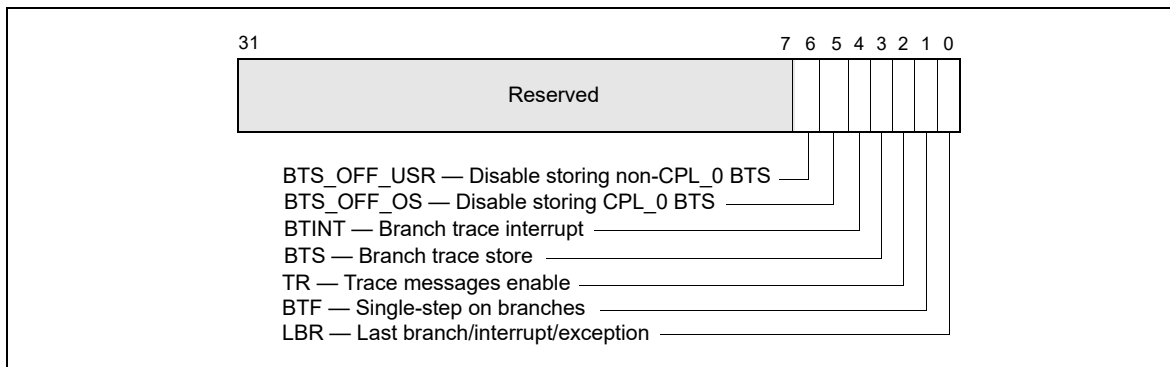 31 7 6 5 4 3 2 1 0
Reserved
BTS_OFF_USR — Disable storing non-CPL_0 BTS
BTS_OFF_OS — Disable storing CPL_0 BTS
BTINT — Branch trace interrupt
BTS — Branch trace store
TR — Trace messages enable
BTF — Single-step on branches
LBR — Last branch/interrupt/exception